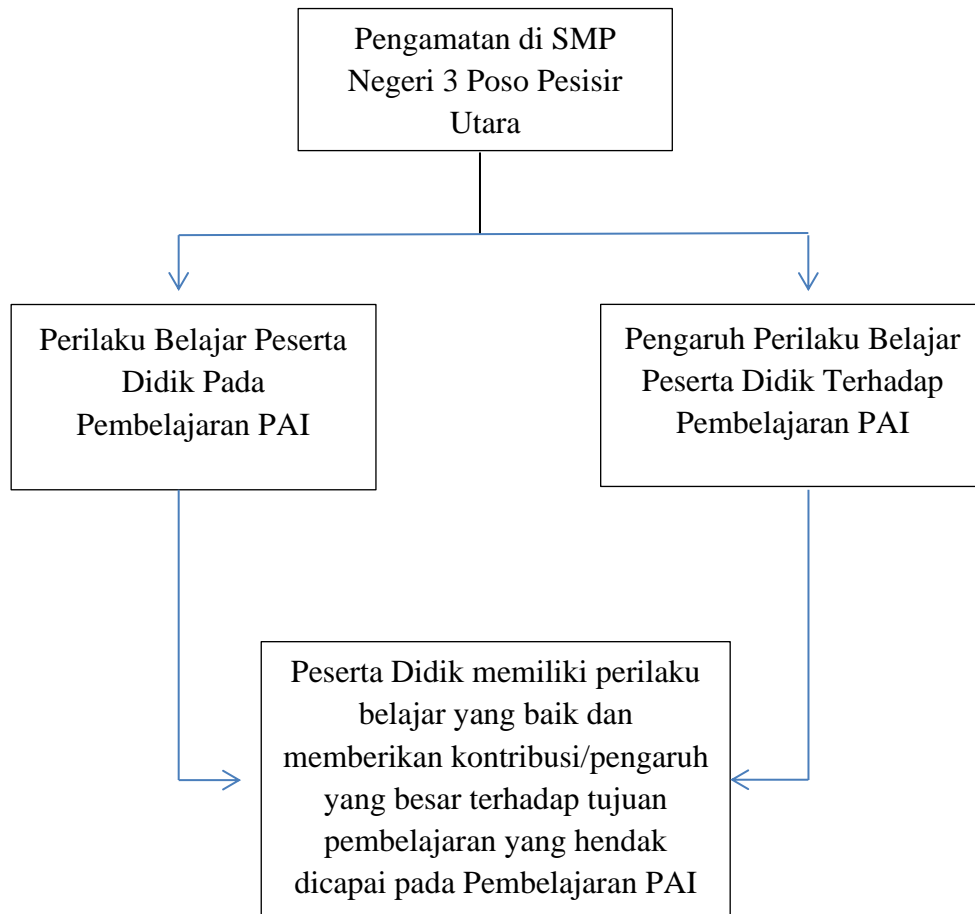 Pengamatan di SMP
Negeri 3 Poso Pesisir
Utara
Perilaku Belajar Peserta
Didik Pada
Pembelajaran PAI
Pengaruh Perilaku Belajar
Peserta Didik Terhadap
Pembelajaran PAI
Peserta Didik memiliki perilaku
belajar yang baik dan
memberikan kontribusi/pengaruh
yang besar terhadap tujuan
pembelajaran yang hendak
dicapai pada Pembelajaran PAI